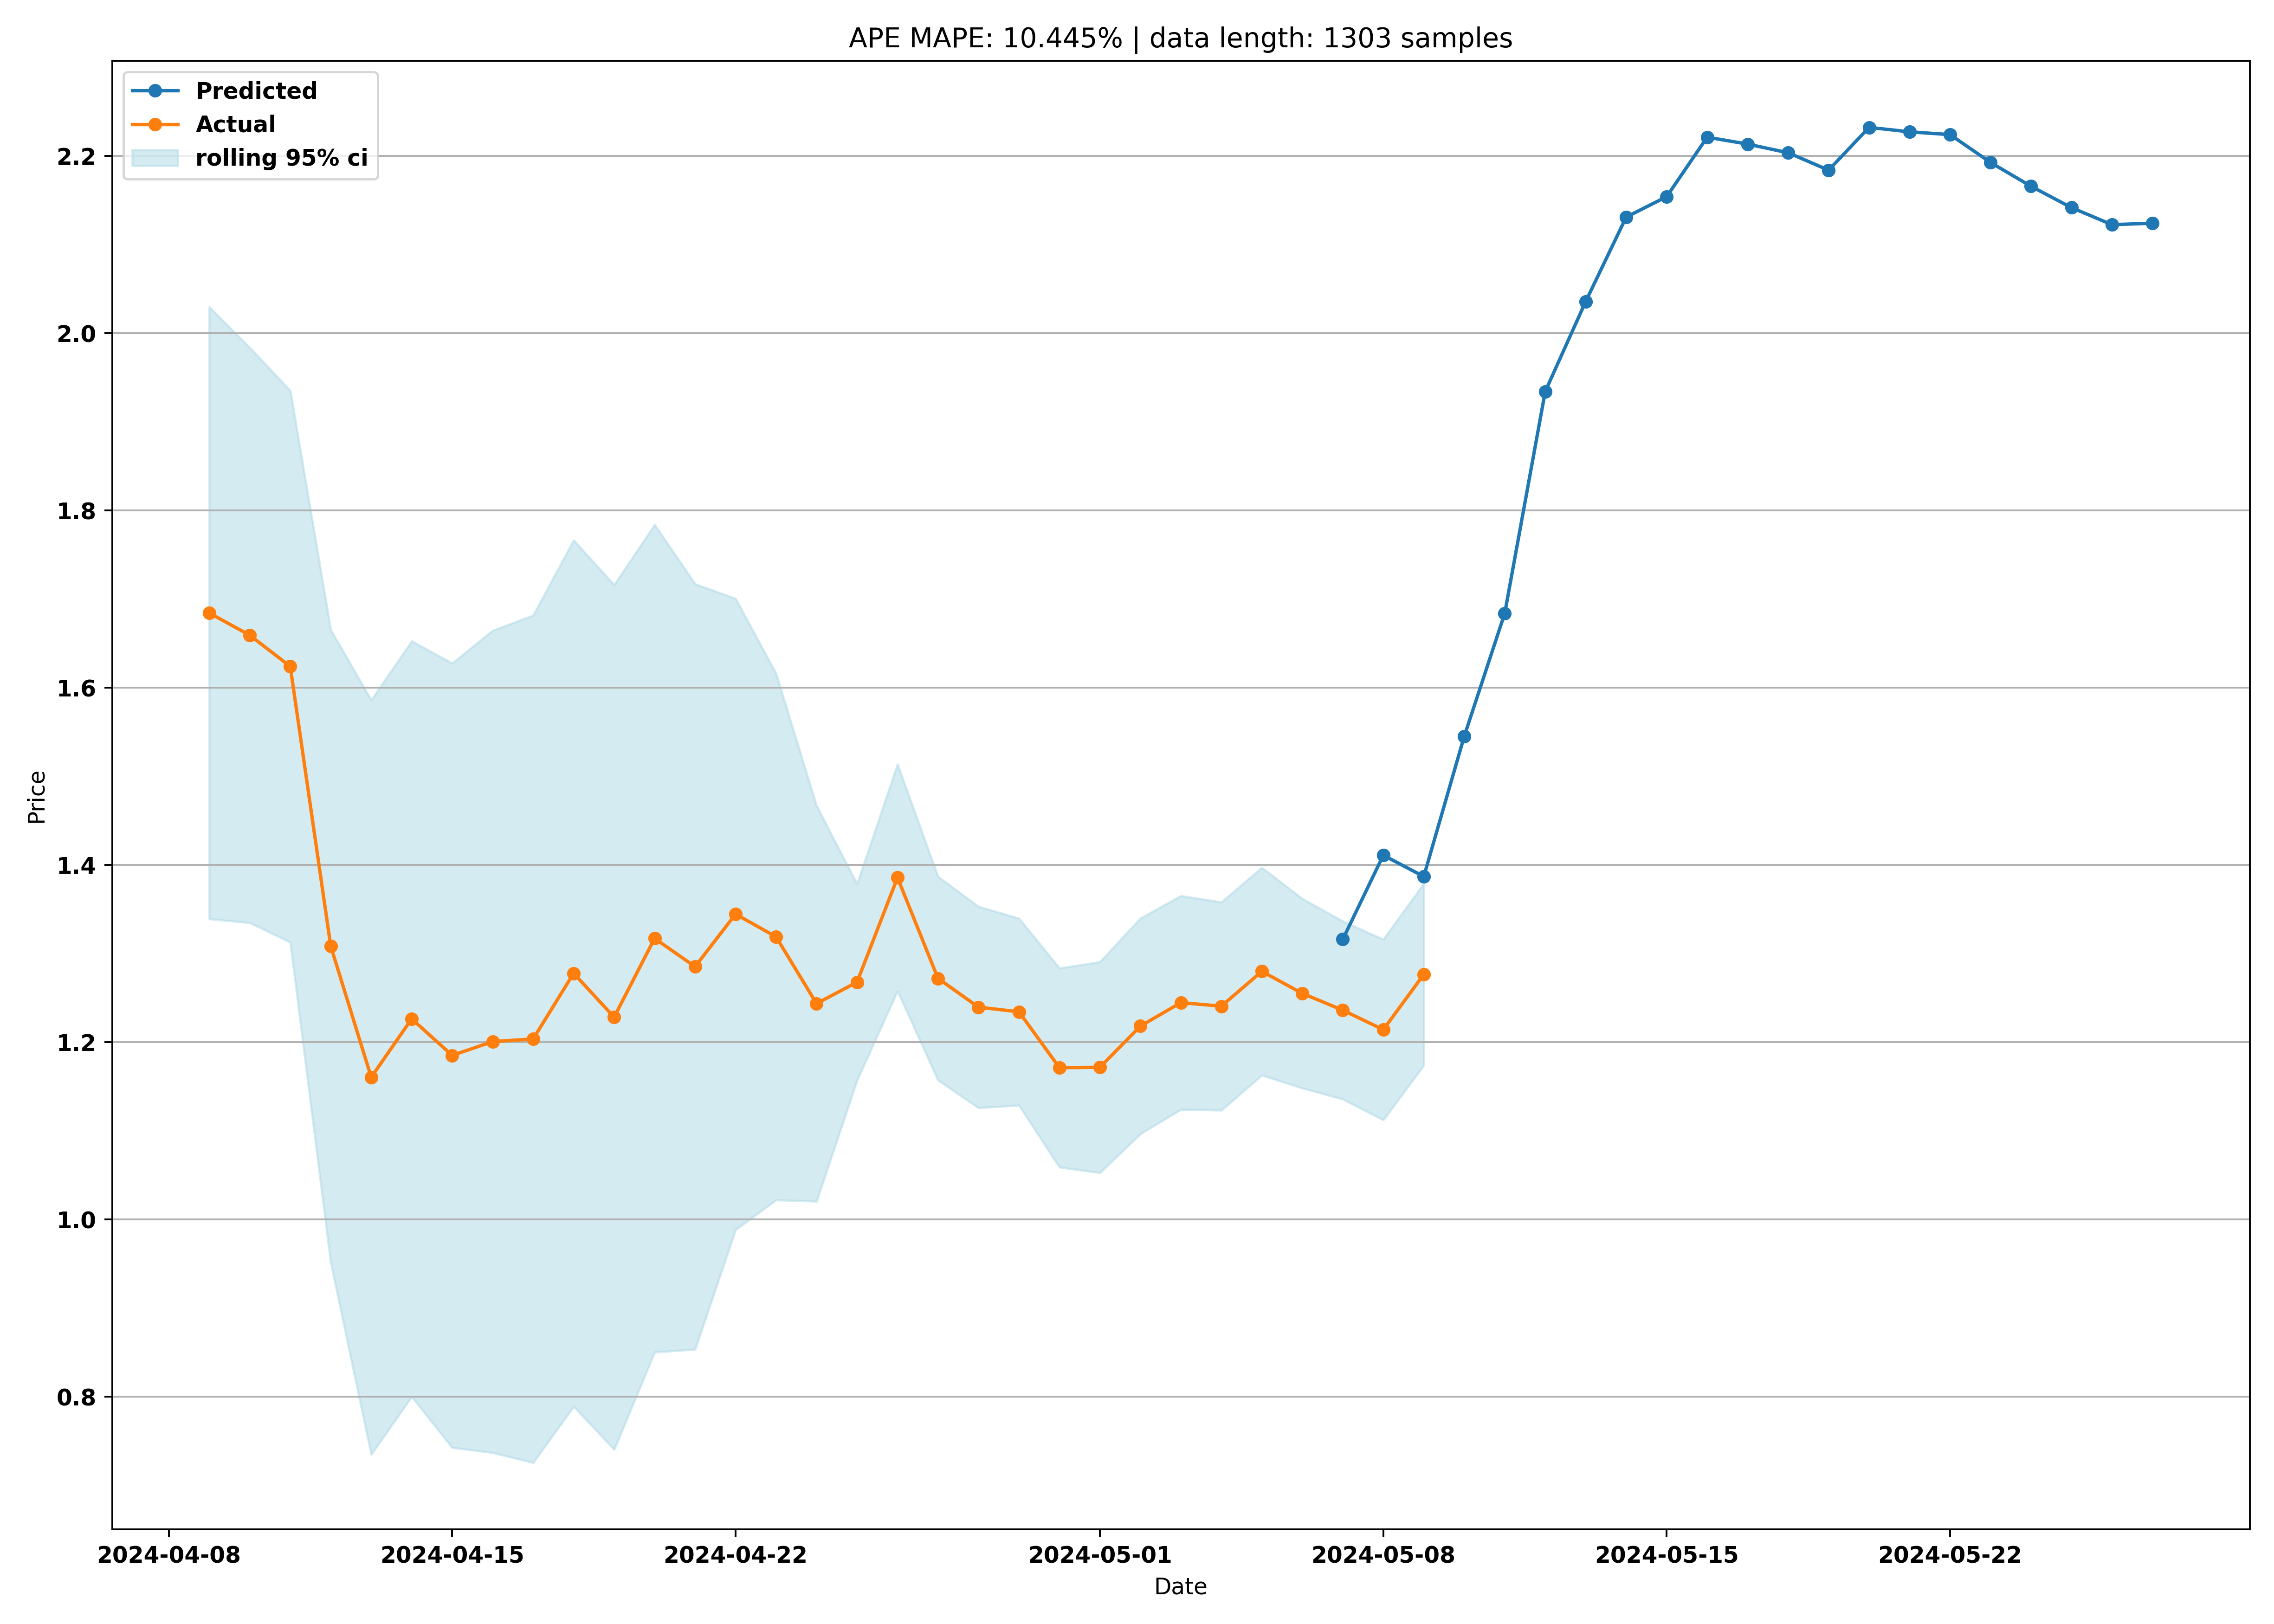 APE MAPE: 10.445% | data length: 1303 samples
Predicted
Actual
rolling 95% ci
2.2
2.0
1.8
1.6
1.4
1.2
1.0
0.8
Price
2024-04-08
2024-04-15
2024-04-22
2024-05-01
2024-05-08
2024-05-15
2024-05-22
Date